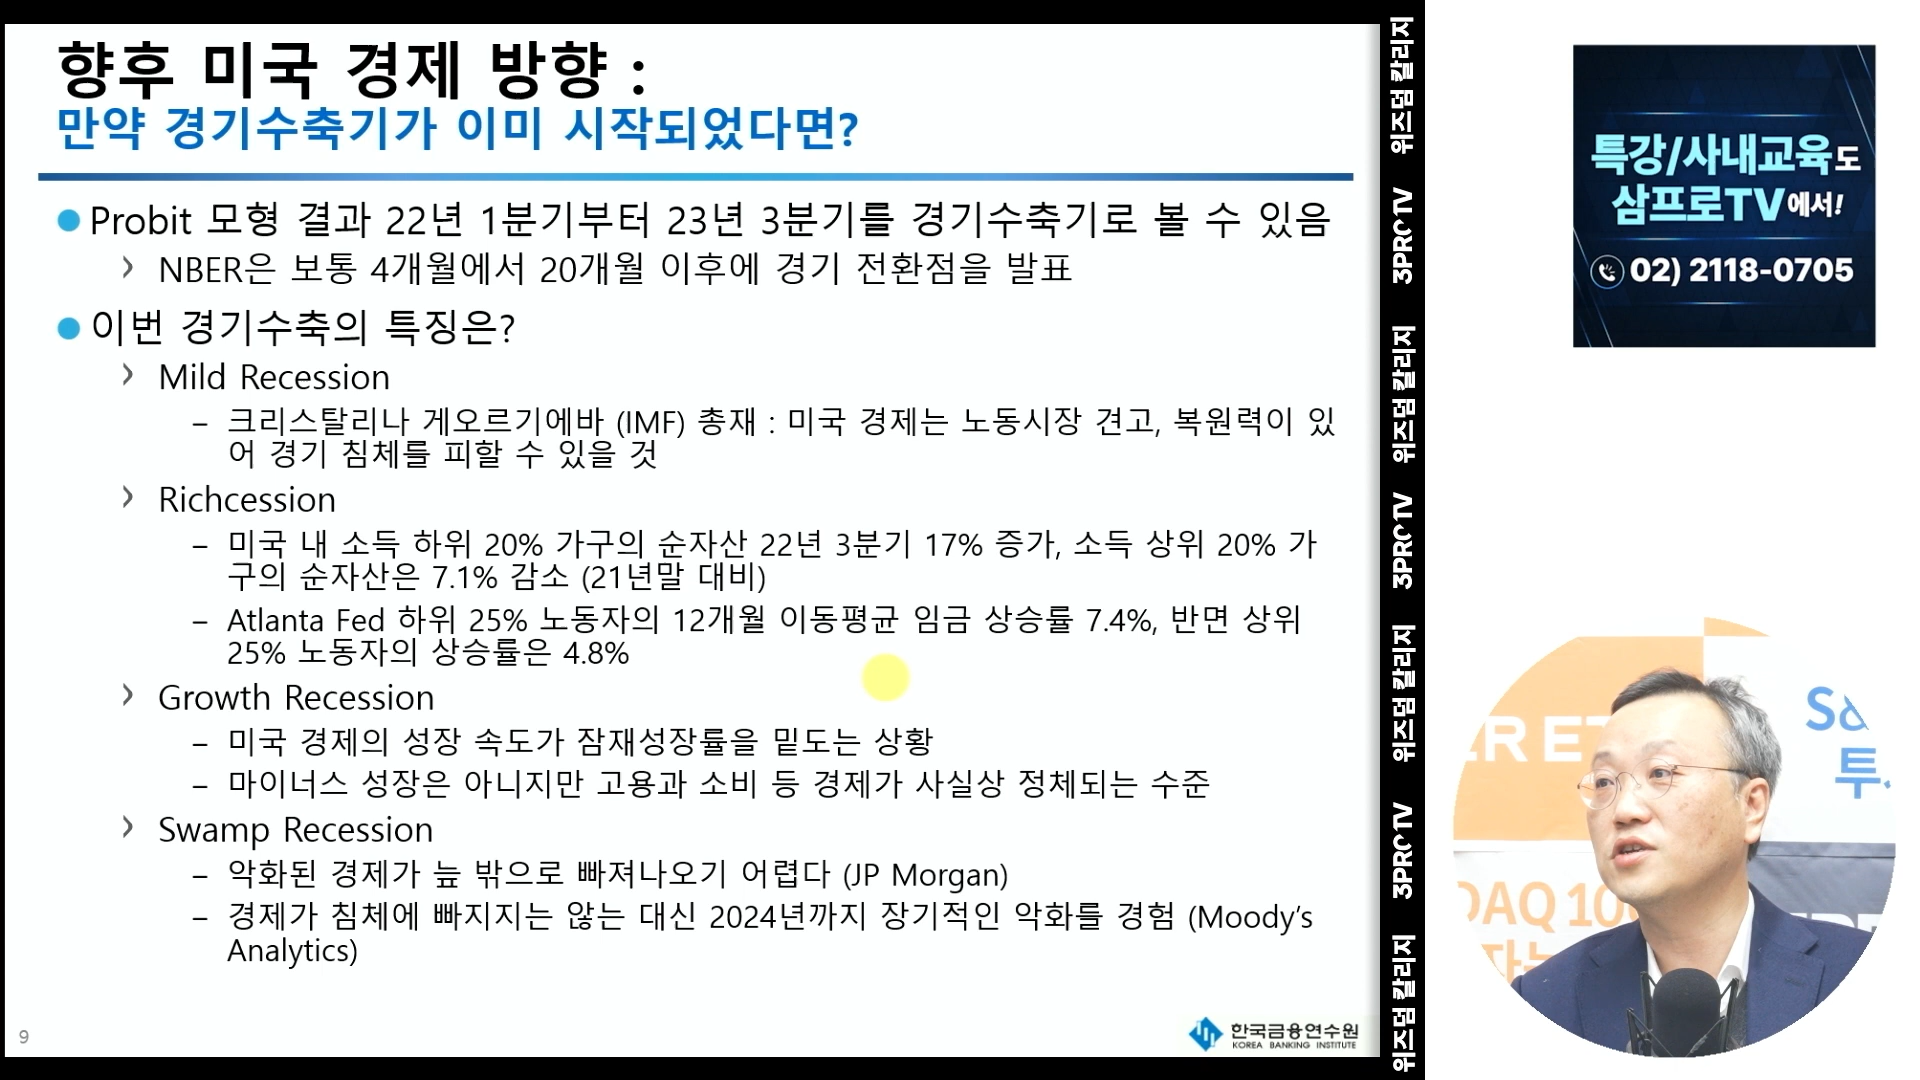 향후 미국 경제 방향 :
만약 경기수축기가 이미 시작되었다면?
Probit 모형 결과 22년 1분기부터 23년 3분기를 경기수축기로 볼 수 있음
NBER은 보통 4개월에서 20개월 이후에 경기 전환점을 발표
이번 경기수축의 특징은?
Mild Recession
– 크리스탈리나 게오르기에바 (IMF) 총재 : 미국 경제는 노동시장 견고, 복원력이 있
어 경기 침체를 피할 수 있을 것
Richcession
– 미국 내 소득 하위 20% 가구의 순자산 22년 3분기 17% 증가, 소득 상위 20% 가
구의 순자산은 7.1% 감소 (21년말 대비)
– Atlanta Fed 하위 25% 노동자의 12개월 이동평균 임금 상승률 7.4%, 반면 상위
25% 노동자의 상승률은 4.8%
Growth Recession
– 미국 경제의 성장 속도가 잠재성장률을 밑도는 상황
– 마이너스 성장은 아니지만 고용과 소비 등 경제가 사실상 정체되는 수준
Swamp Recession
– 악화된 경제가 늪 밖으로 빠져나오기 어렵다 (JP Morgan)
– 경제가 침체에 빠지지는 않는 대신 2024년까지 장기적인 악화를 경험 (Moody's
Analytics)
9
한국금융연수원
KOREA BANKING INSTITUTE
위즈덤 칼리지
3PROTV
위즈덤 칼리지
3PROTV
위즈덤 칼리지
3PROTV
위즈덤 칼리지
특강/사내교육도
삼프로TV에서!
02) 2118-0705
S&
투
DAQ 10